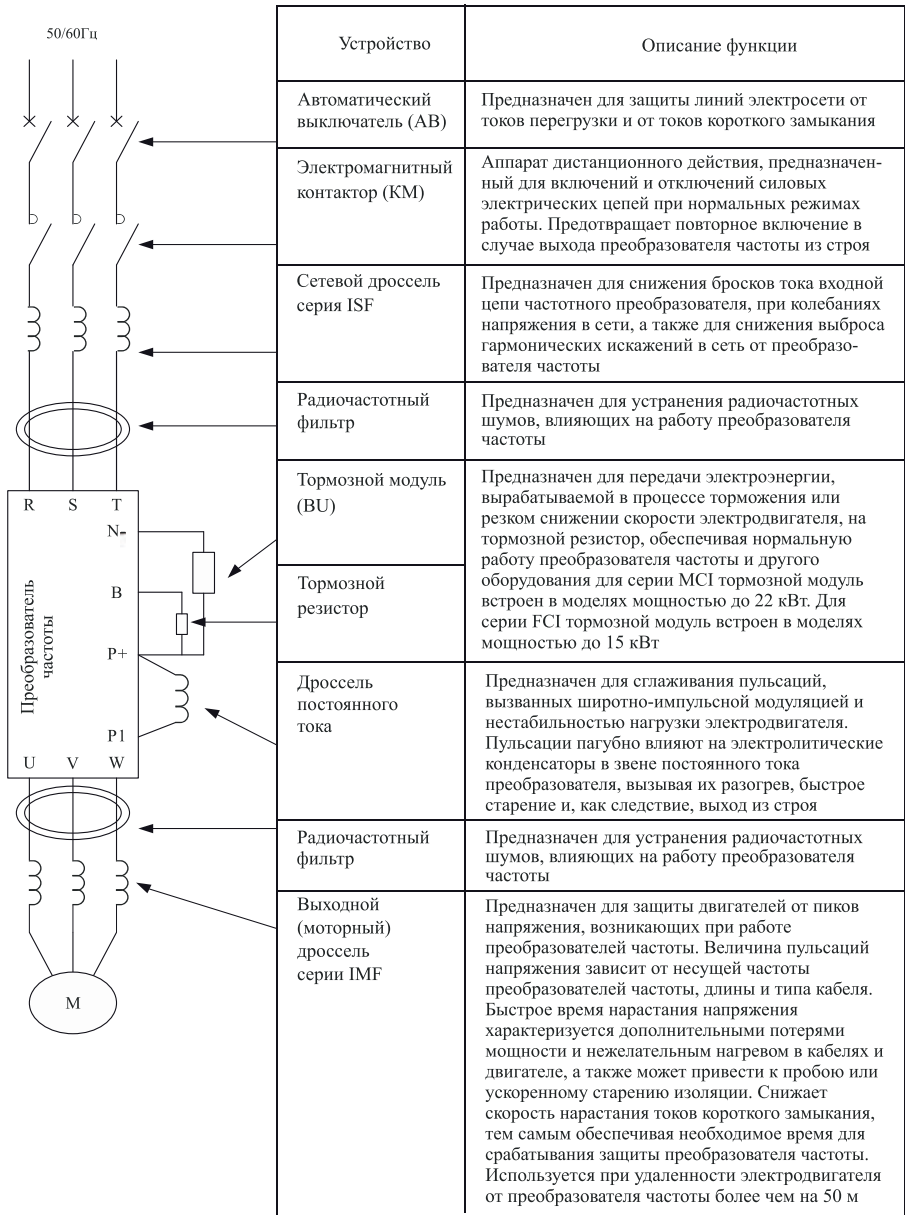 50/60Гц
R S T
N-
B
P+
P1
Преобразователь
частоты
U V W
M
Устройство
Описание функции
Автоматический
выключатель (АВ)
Предназначен для защиты линий электросети от
токов перегрузки и от токов короткого замыкания
Электромагнитный
контактор (КМ)
Аппарат дистанционного действия, предназначен-
ный для включений и отключений силовых
электрических цепей при нормальных режимах
работы. Предотвращает повторное включение в
случае выхода преобразователя частоты из строя
Сетевой дроссель
серия ISF
Предназначен для снижения бросков тока входной
цепи частотного преобразователя, при колебаниях
напряжения в сети, а также для снижения выброса
гармонических искажений в сеть от преобразо-
вателя частоты
Радиочастотный
фильтр
Предназначен для устранения радиочастотных
шумов, влияющих на работу преобразователя
частоты
Тормозной модуль
(BU)
Тормозной
резистор
Предназначен для передачи электроэнергии,
вырабатываемой в процессе торможения или
резком снижении скорости электродвигателя, на
тормозной резистор, обеспечивая нормальную
работу преобразователя частоты и другого
оборудования для серии MCI тормозной модуль
встроен в моделях мощностью до 22 кВт. Для
серии FCI тормозной модуль встроен в моделях
мощностью до 15 кВт
Дроссель
постоянного
тока
Предназначен для сглаживания пульсаций,
вызванных широтно-импульсной модуляцией и
нестабильностью нагрузки электродвигателя.
Пульсации пагубно влияют на электролитические
конденсаторы в звене постоянного тока
преобразователя, вызывая их разогрев, быстрое
старение и, как следствие, выход из строя
Радиочастотный
фильтр
Предназначен для устранения радиочастотных
шумов, влияющих на работу преобразователя
частоты
Выходной
(моторный)
дроссель
серии IMF
Предназначен для защиты двигателей от пиков
напряжения, возникающих при работе
преобразователей частоты. Величина пульсаций
напряжения зависит от несущей частоты
преобразователей частоты, длины и типа кабеля.
Быстрое время нарастания напряжения
характеризуется дополнительными потерями
мощности и нежелательным нагревом в кабелях и
двигателе, а также может привести к пробою или
ускоренному старению изоляции. Снижает
скорость нарастания токов короткого замыкания,
тем самым обеспечивая необходимое время для
срабатывания защиты преобразователя частоты.
Используется при удаленности электродвигателя
от преобразователя частоты более чем на 50 м